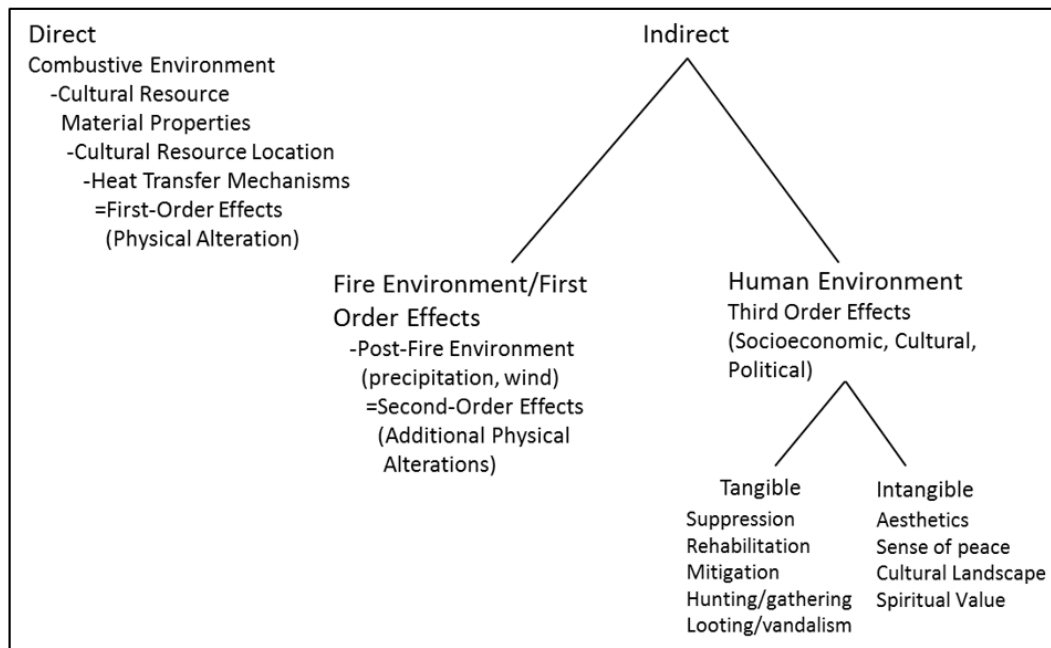 Direct
Combustive Environment
-Cultural Resource
Material Properties
-Cultural Resource Location
-Heat Transfer Mechanisms
=First-Order Effects
(Physical Alteration)
Indirect
Fire Environment/First
Order Effects
-Post-Fire Environment
(precipitation, wind)
=Second-Order Effects
(Additional Physical
Alterations)
Human Environment
Third Order Effects
(Socioeconomic, Cultural,
Political)
Tangible
Suppression
Rehabilitation
Mitigation
Hunting/gathering
Looting/vandalism
Intangible
Aesthetics
Sense of peace
Cultural Landscape
Spiritual Value